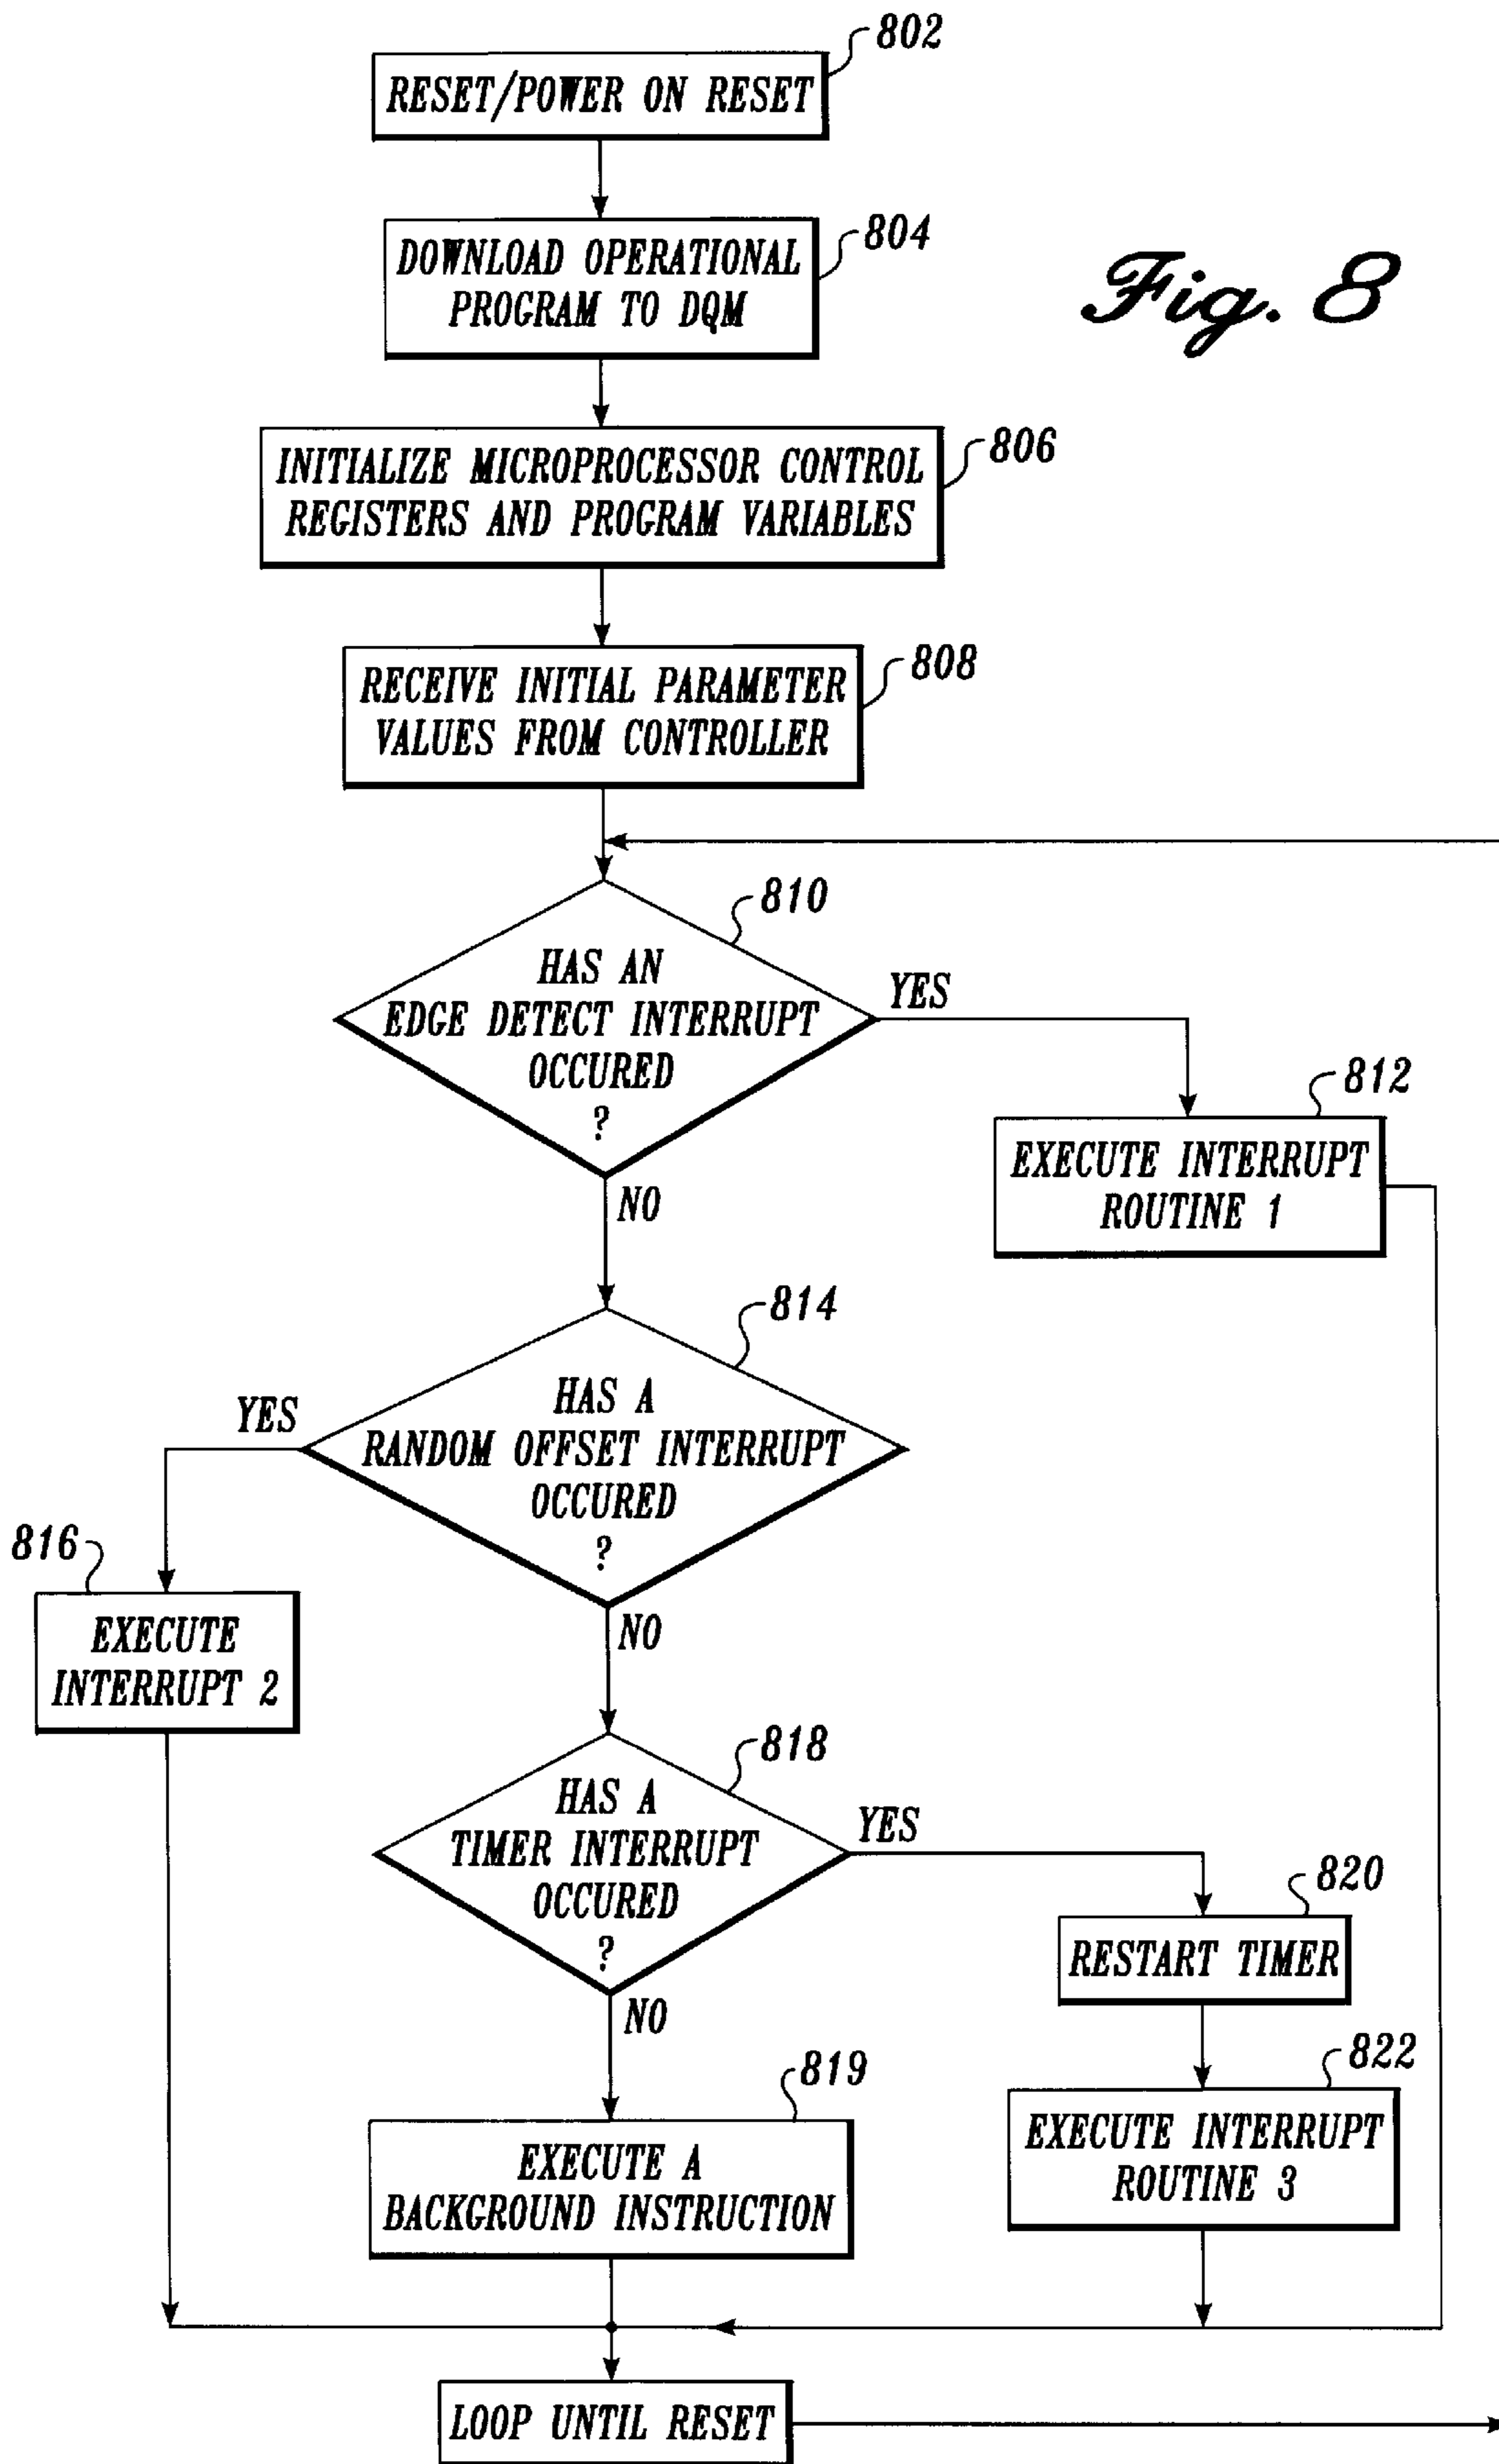 802
RESET/POWER ON RESET
804
DOWNLOAD OPERATIONAL
PROGRAM TO DQM
Fig. 8
806
INITIALIZE MICROPROCESSOR CONTROL
REGISTERS AND PROGRAM VARIABLES
808
RECEIVE INITIAL PARAMETER
VALUES FROM CONTROLLER
810
HAS AN
EDGE DETECT INTERRUPT
OCCURED
?
YES
812
EXECUTE INTERRUPT
ROUTINE 1
NO
814
HAS A
RANDOM OFFSET INTERRUPT
OCCURED
?
YES
816
EXECUTE
INTERRUPT 2
NO
818
HAS A
TIMER INTERRUPT
OCCURED
?
YES
820
RESTART TIMER
NO
822
EXECUTE INTERRUPT
ROUTINE 3
819
EXECUTE A
BACKGROUND INSTRUCTION
LOOP UNTIL RESET